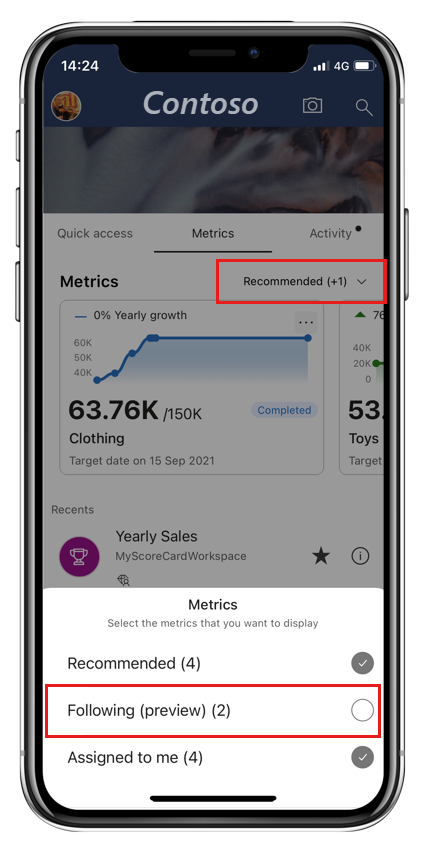 14:24
4G
Contoso
Quick access
Metrics
Activity
Metrics
Recommended (+1)
0% Yearly growth
...
76
60K
50K
40K
40K
20K
0
63.76K /150K
Completed
53.
Clothing
Toys
Target date on 15 Sep 2021
Target
Recents
Yearly Sales
MyScoreCardWorkspace
Metrics
Select the metrics that you want to display
Recommended (4)
Following (preview) (2)
Assigned to me (4)